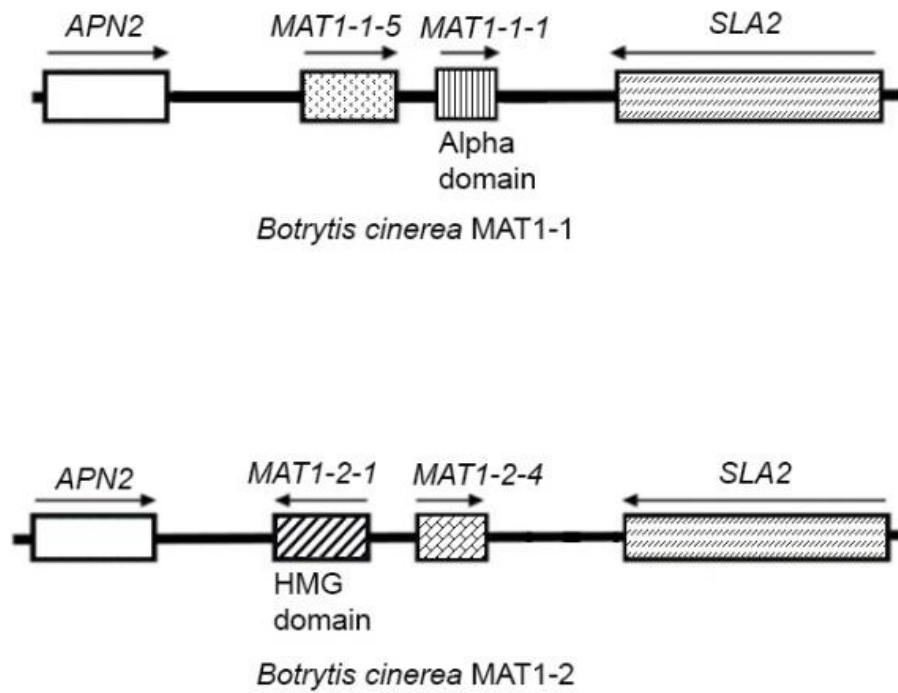 APN2 MAT1-1-5 MAT1-1-1 SLA2
Alpha
domain
Botrytis cinerea MAT1-1
APN2 MAT1-2-1 MAT1-2-4 SLA2
HMG
domain
Botrytis cinerea MAT1-2